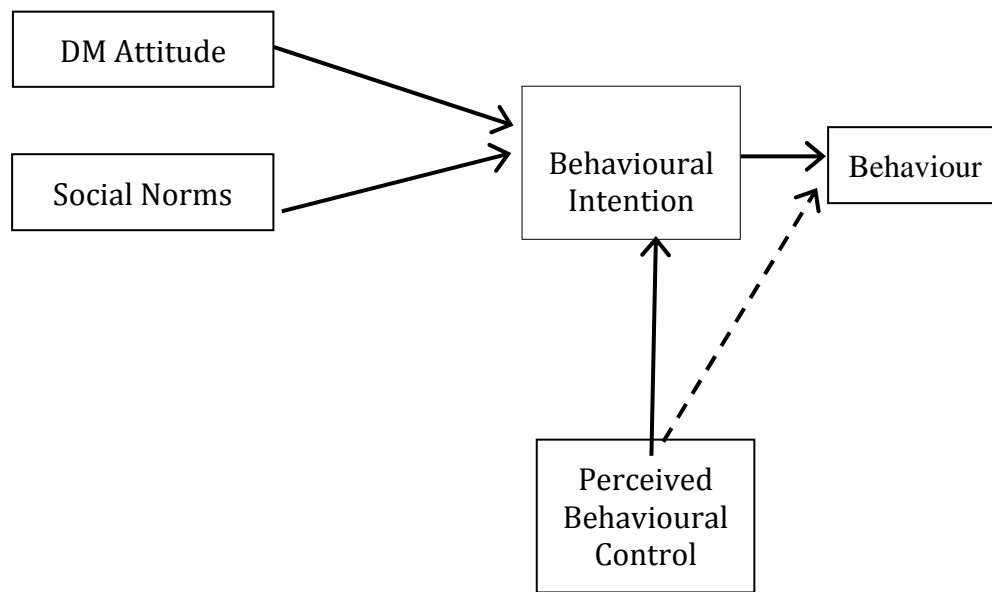 DM Attitude
Social Norms
Behavioural
Intention
Behaviour
Perceived
Behavioural
Control